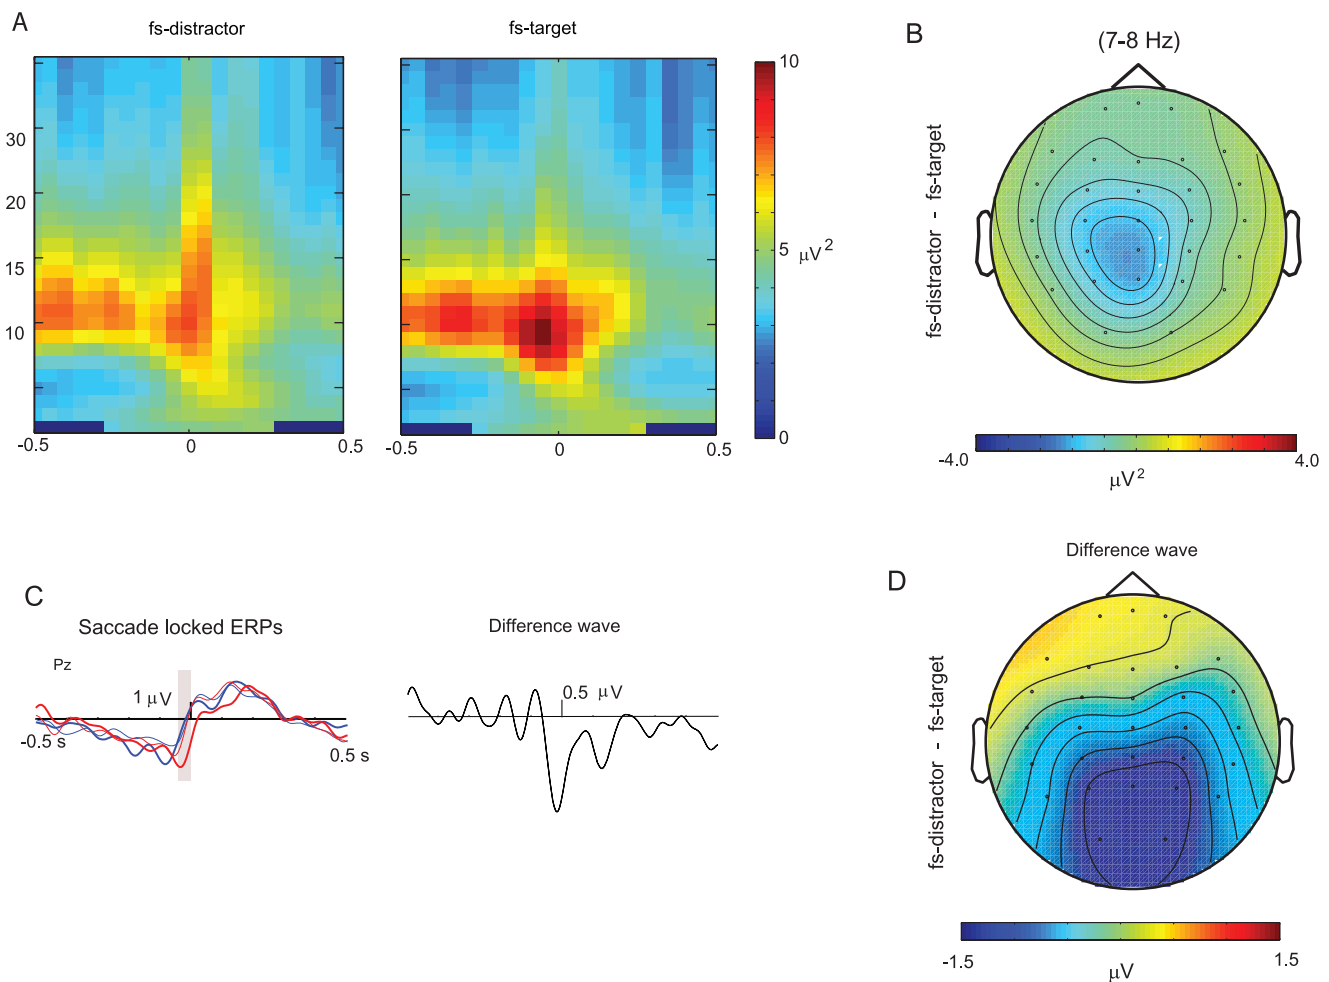 A
fs-distractor
fs-target
30
20
15
10
-0.5
0
0.5
-0.5
0
0.5
10
5
μV²
0
B
(7-8 Hz)
fs-distractor - fs-target
-4.0
4.0
μV²
C
Saccade locked ERPs
Pz
1 μV
-0.5 s
0.5 s
Difference wave
0.5 μV
D
Difference wave
fs-distractor - fs-target
-1.5
1.5
μV